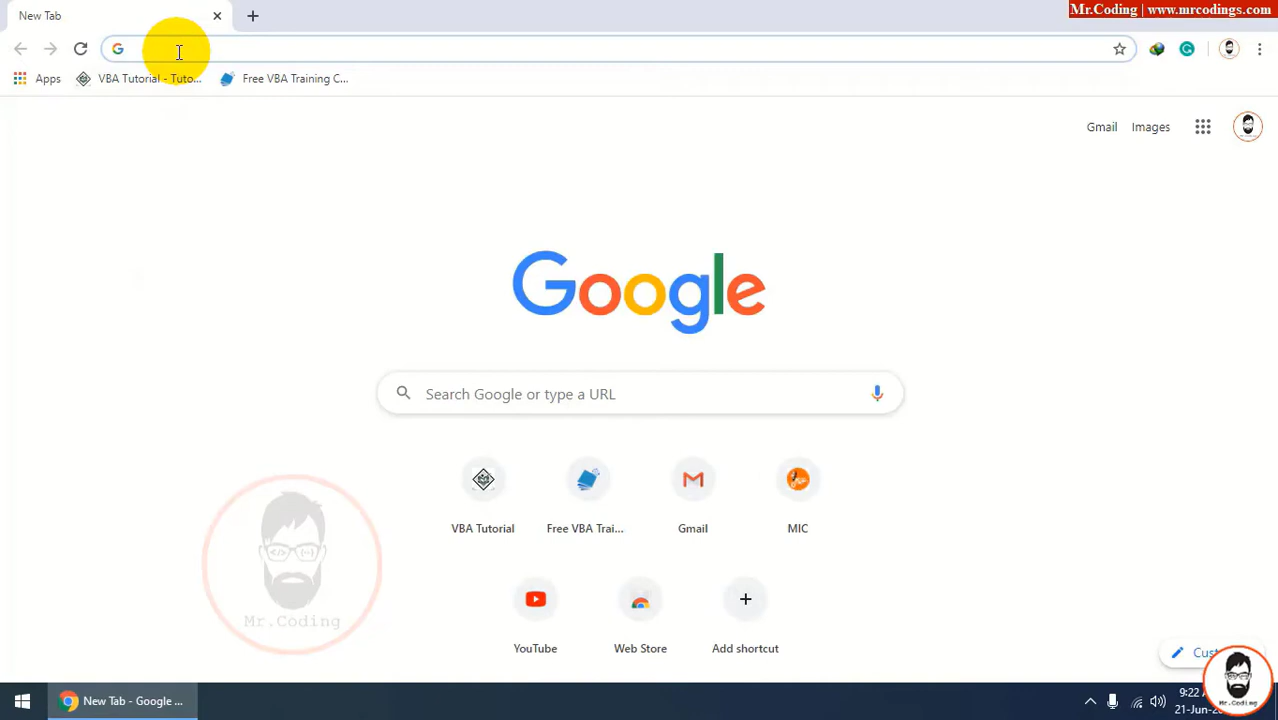 New Tab
Mr.Coding | www.mrcodings.com
Apps
VBA Tutorial - Tuto...
Free VBA Training C...
Gmail
Images
Google
Search Google or type a URL
VBA Tutorial
Free VBA Trai...
Gmail
MIC
YouTube
Web Store
Add shortcut
Mr.Coding
Mr.Coding
New Tab - Google ...
9:22
21-Jun-